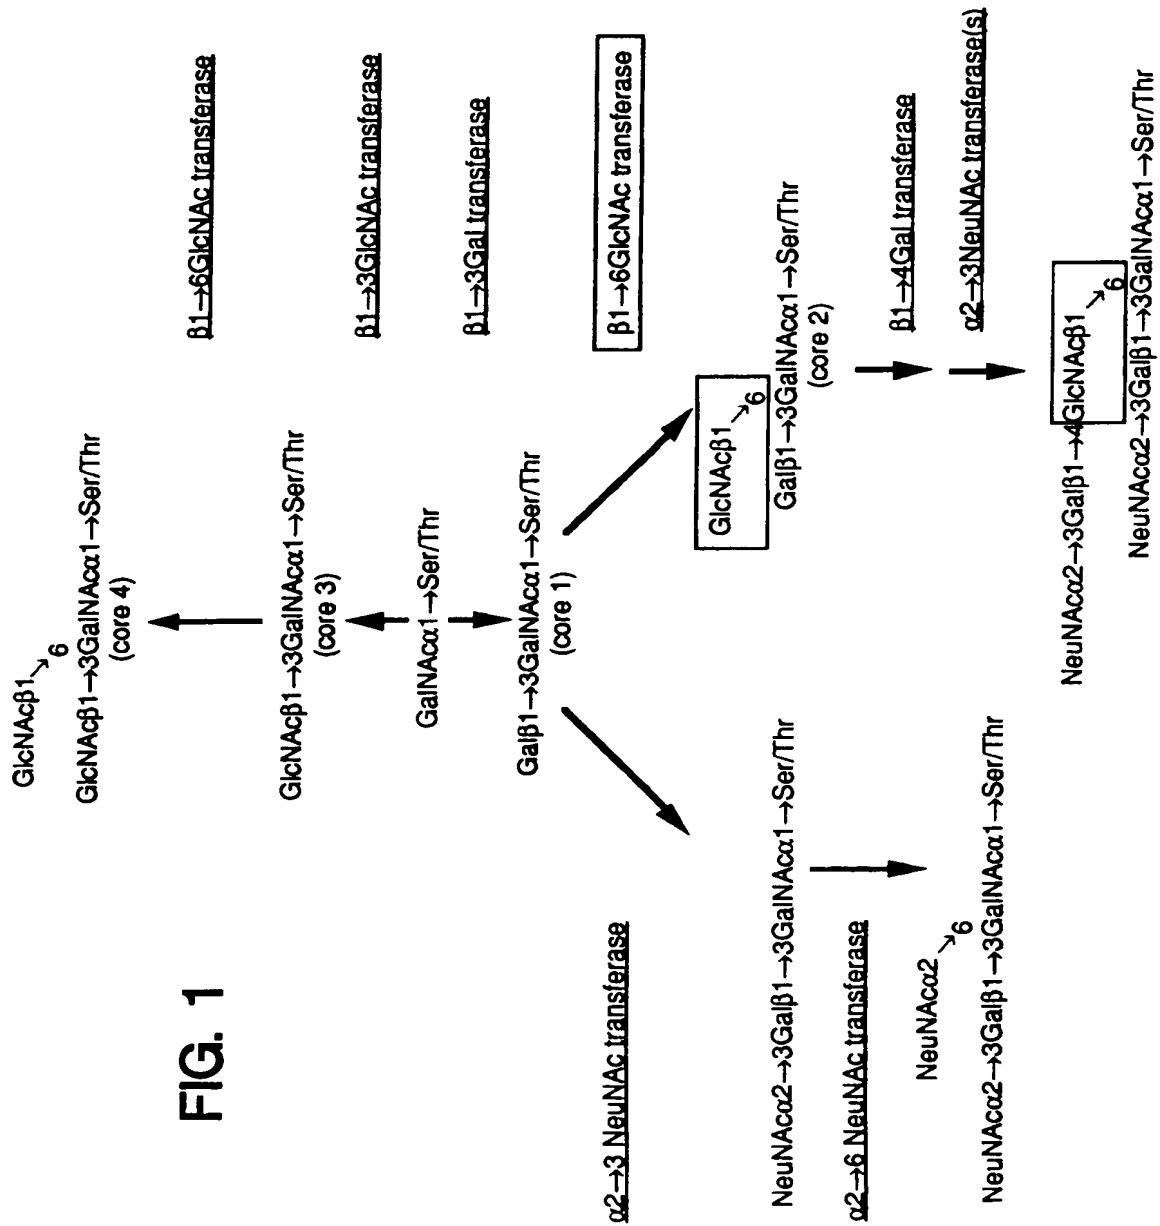 FIG. 1
GlcNAcβ1
→6
GlcNAcβ1→3GalNAcα1→Ser/Thr
(core 4)
β1→6GlcNAc transferase
GlcNAcβ1→3GalNAcα1→Ser/Thr
(core 3)
β1→3GlcNAc transferase
GalNAcα1→Ser/Thr
β1→3Gal transferase
Galβ1→3GalNAcα1→Ser/Thr
(core 1)
α2→3 NeuNAc transferase
β1→6GlcNAc transferase
GlcNAcβ1
→6
Galβ1→3GalNAcα1→Ser/Thr
(core 2)
NeuNAcα2→3Galβ1→3GalNAcα1→Ser/Thr
α2→6 NeuNAc transferase
β1→4Gal transferase
α2→3NeuNAc transferase(s)
NeuNAcα2
→6
NeuNAcα2→3Galβ1→3GalNAcα1→Ser/Thr
NeuNAcα2→3Galβ1→4GlcNAcβ1
→6
NeuNAcα2→3Galβ1→3GalNAcα1→Ser/Thr